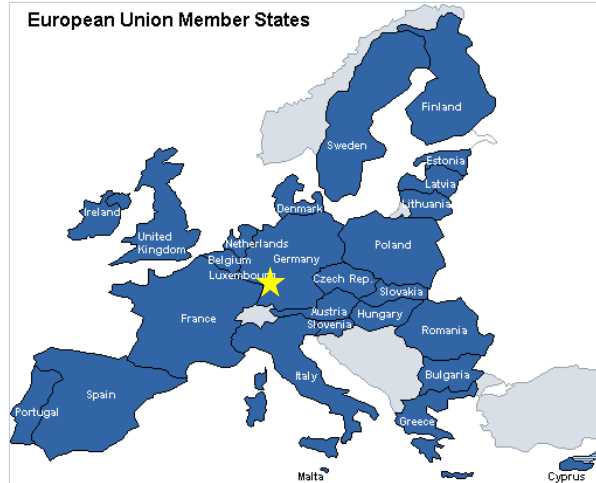 European Union Member States
Finland
Sweden
Estonia
Latvia
Lithuania
Denmark
Ireland
United
Kingdom
Netherlands
Poland
Belgium
Germany
Luxembourg
Czech Rep.
Slovakia
Austria
Hungary
France
Slovenia
Romania
Italy
Bulgaria
Spain
Portugal
Greece
Malta
Cyprus